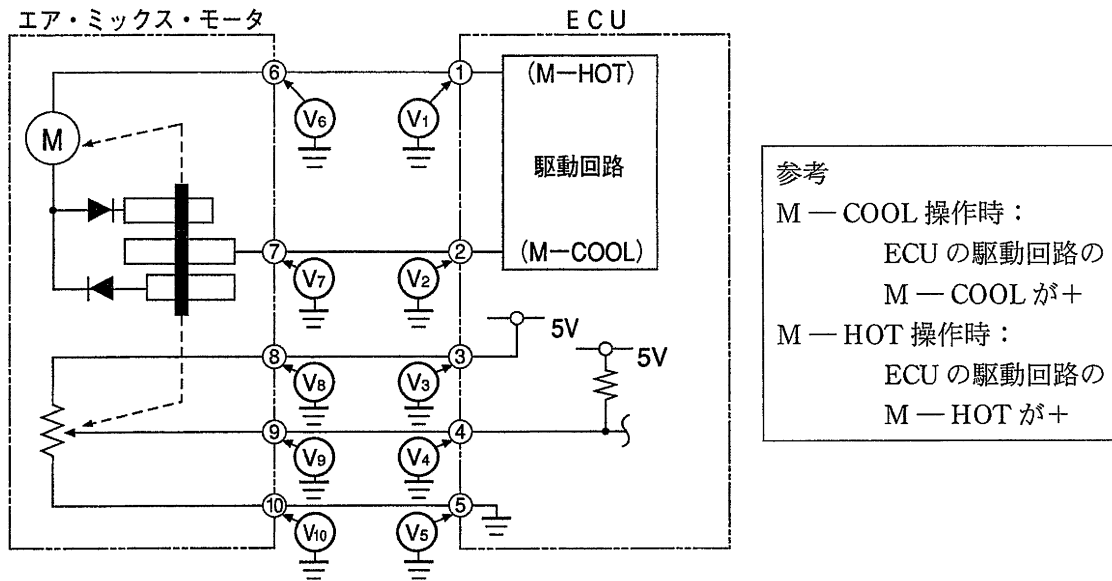 エア・ミックス・モータ
ECU
⑥
①
(M—HOT)
V6
V1
M
駆動回路
⑦
②
(M—COOL)
V7
V2
5V
⑧
③
5V
V8
V3
⑨
④
V9
V4
⑩
⑤
V10
V5
参考
M — COOL 操作時：
ECU の駆動回路の
M — COOL が＋
M — HOT 操作時：
ECU の駆動回路の
M — HOT が＋